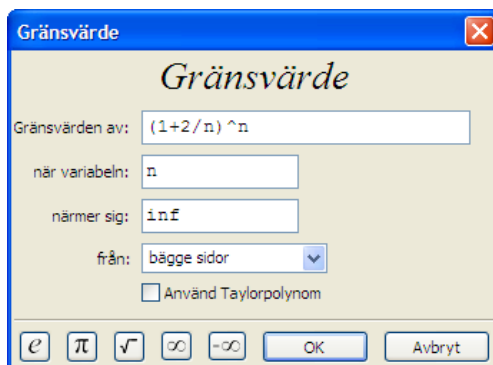 Gränsvärde
Gränsvärde
Gränsvärden av: (1+2/n)^n
när variabeln: n
närmer sig: inf
från: bägge sidor
Använd Taylorpolynom
e π √ ∞ -∞ OK Avbryt